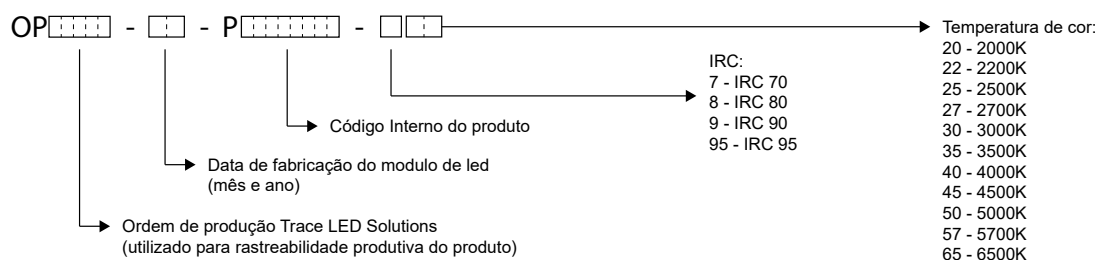 OP - - P -
Temperatura de cor:
20 - 2000K
22 - 2200K
25 - 2500K
27 - 2700K
30 - 3000K
35 - 3500K
40 - 4000K
45 - 4500K
50 - 5000K
57 - 5700K
65 - 6500K
IRC:
7 - IRC 70
8 - IRC 80
9 - IRC 90
95 - IRC 95
Código Interno do produto
Data de fabricação do modulo de led
(mês e ano)
Ordem de produção Trace LED Solutions
(utilizado para rastreabilidade produtiva do produto)